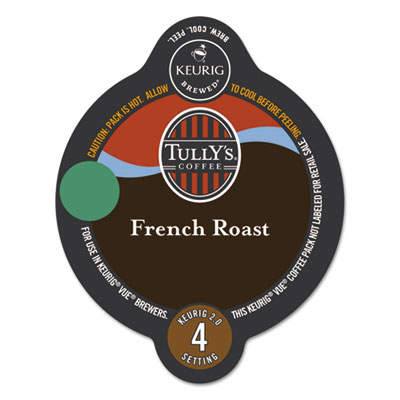 BREW. COOL. PEEL.
KEURIG
BREWED®
CAUTION: PACK IS HOT. ALLOW TO COOL BEFORE PEELING.
TULLY'S
COFFEE
French Roast
FOR USE IN KEURIG® VUE® BREWERS.
THIS KEURIG® VUE® COFFEE PACK NOT LABELED FOR RETAIL SALE.
KEURIG 2.0
4
SETTING